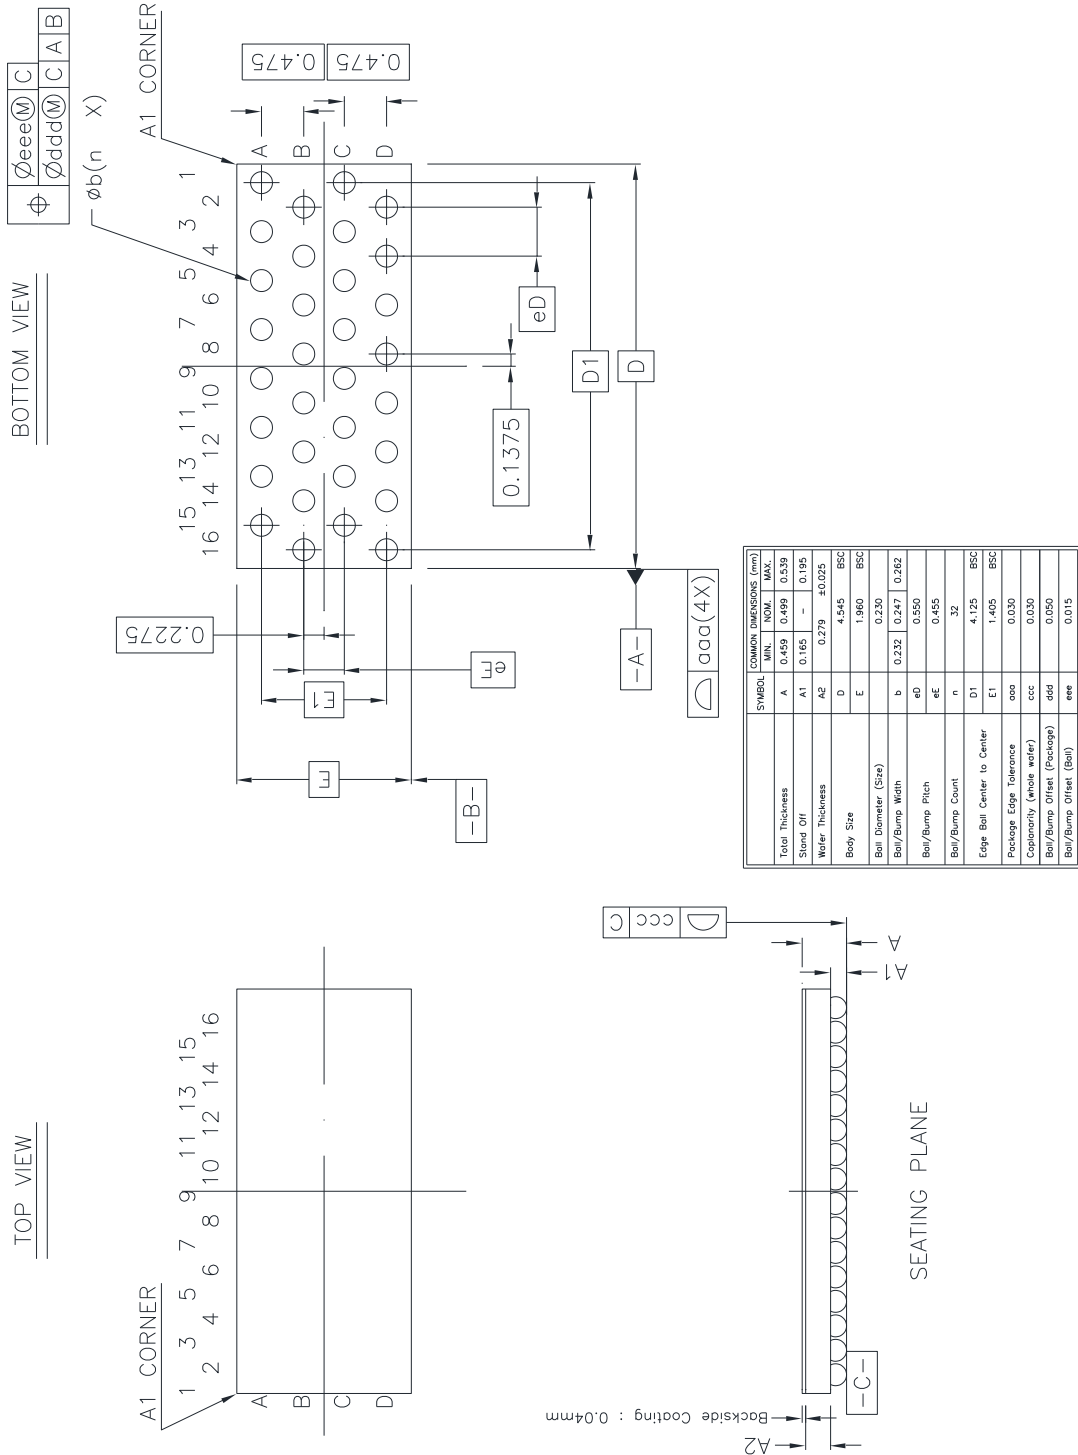 TOP VIEW
A1 CORNER
1 3 5 7 9 11 13 15
2 4 6 8 10 12 14 16
A
B
C
D
BOTTOM VIEW
Øeee Ⓜ C
Øddd Ⓜ C A B
Øb(n X)
A1 CORNER
15 13 11 9 7 5 3 1
16 14 12 10 8 6 4 2
A
B
C
D
0.475
0.475
0.2275
eE
E1
E
-B-
eD
0.1375
D1
D
-A-
aaa(4X)
Backside Coating : 0.04mm
A2
-C-
SEATING PLANE
A1
A
ccc C
SYMBOL COMMON DIMENSIONS (mm)
MIN. NOM. MAX.
Total Thickness A 0.459 0.499 0.539
Stand Off A1 0.165 - 0.195
Wafer Thickness A2 0.279 ±0.025
Body Size D 4.545 BSC
E 1.960 BSC
Ball Diameter (Size) 0.230
Ball/Bump Width b 0.232 0.247 0.262
Ball/Bump Pitch eD 0.550
eE 0.455
Ball/Bump Count n 32
Edge Ball Center to Center D1 4.125 BSC
E1 1.405 BSC
Package Edge Tolerance aaa 0.030
Coplanarity (whole wafer) ccc 0.030
Ball/Bump Offset (Package) ddd 0.050
Ball/Bump Offset (Ball) eee 0.015